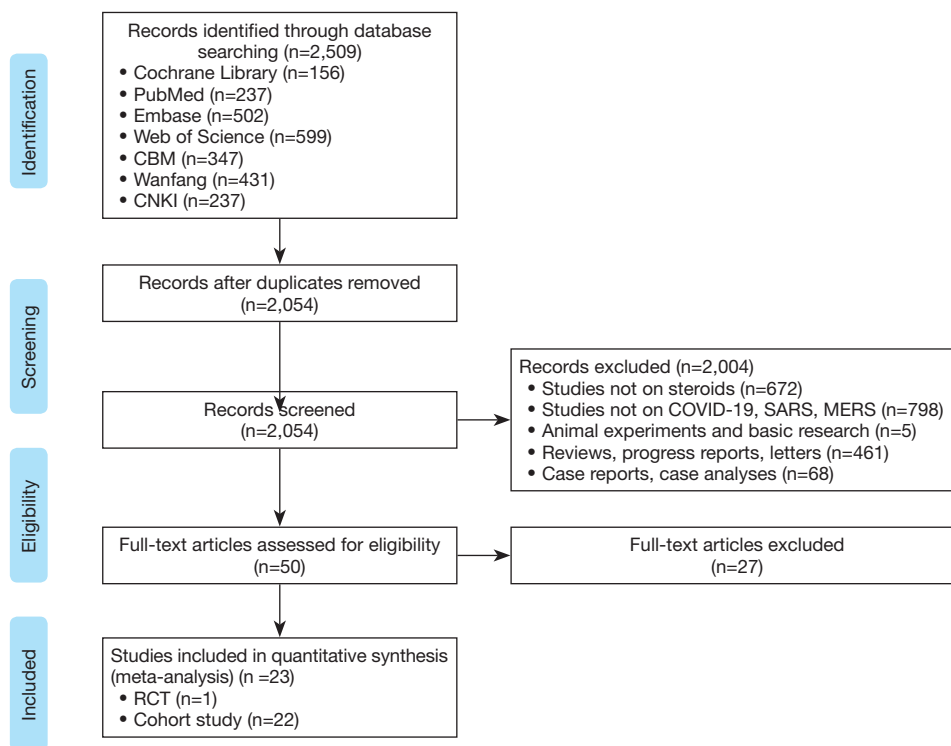 Identification
Records identified through database
searching (n=2,509)
• Cochrane Library (n=156)
• PubMed (n=237)
• Embase (n=502)
• Web of Science (n=599)
• CBM (n=347)
• Wanfang (n=431)
• CNKI (n=237)
Screening
Records after duplicates removed
(n=2,054)
Records screened
(n=2,054)
Records excluded (n=2,004)
• Studies not on steroids (n=672)
• Studies not on COVID-19, SARS, MERS (n=798)
• Animal experiments and basic research (n=5)
• Reviews, progress reports, letters (n=461)
• Case reports, case analyses (n=68)
Eligibility
Full-text articles assessed for eligibility
(n=50)
Full-text articles excluded
(n=27)
Included
Studies included in quantitative synthesis
(meta-analysis) (n =23)
• RCT (n=1)
• Cohort study (n=22)